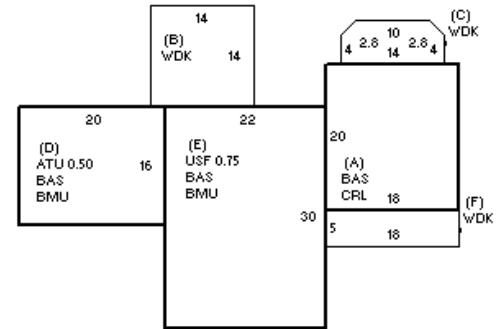 14
(B)
WDK
14
(C)
WDK
10
4 2.8 2.8 4
14
20
(D)
ATU 0.50
BAS
BMU
16
22
(E)
USF 0.75
BAS
BMU
30
20
(A)
BAS
CRL
18
(F)
WDK
5
18